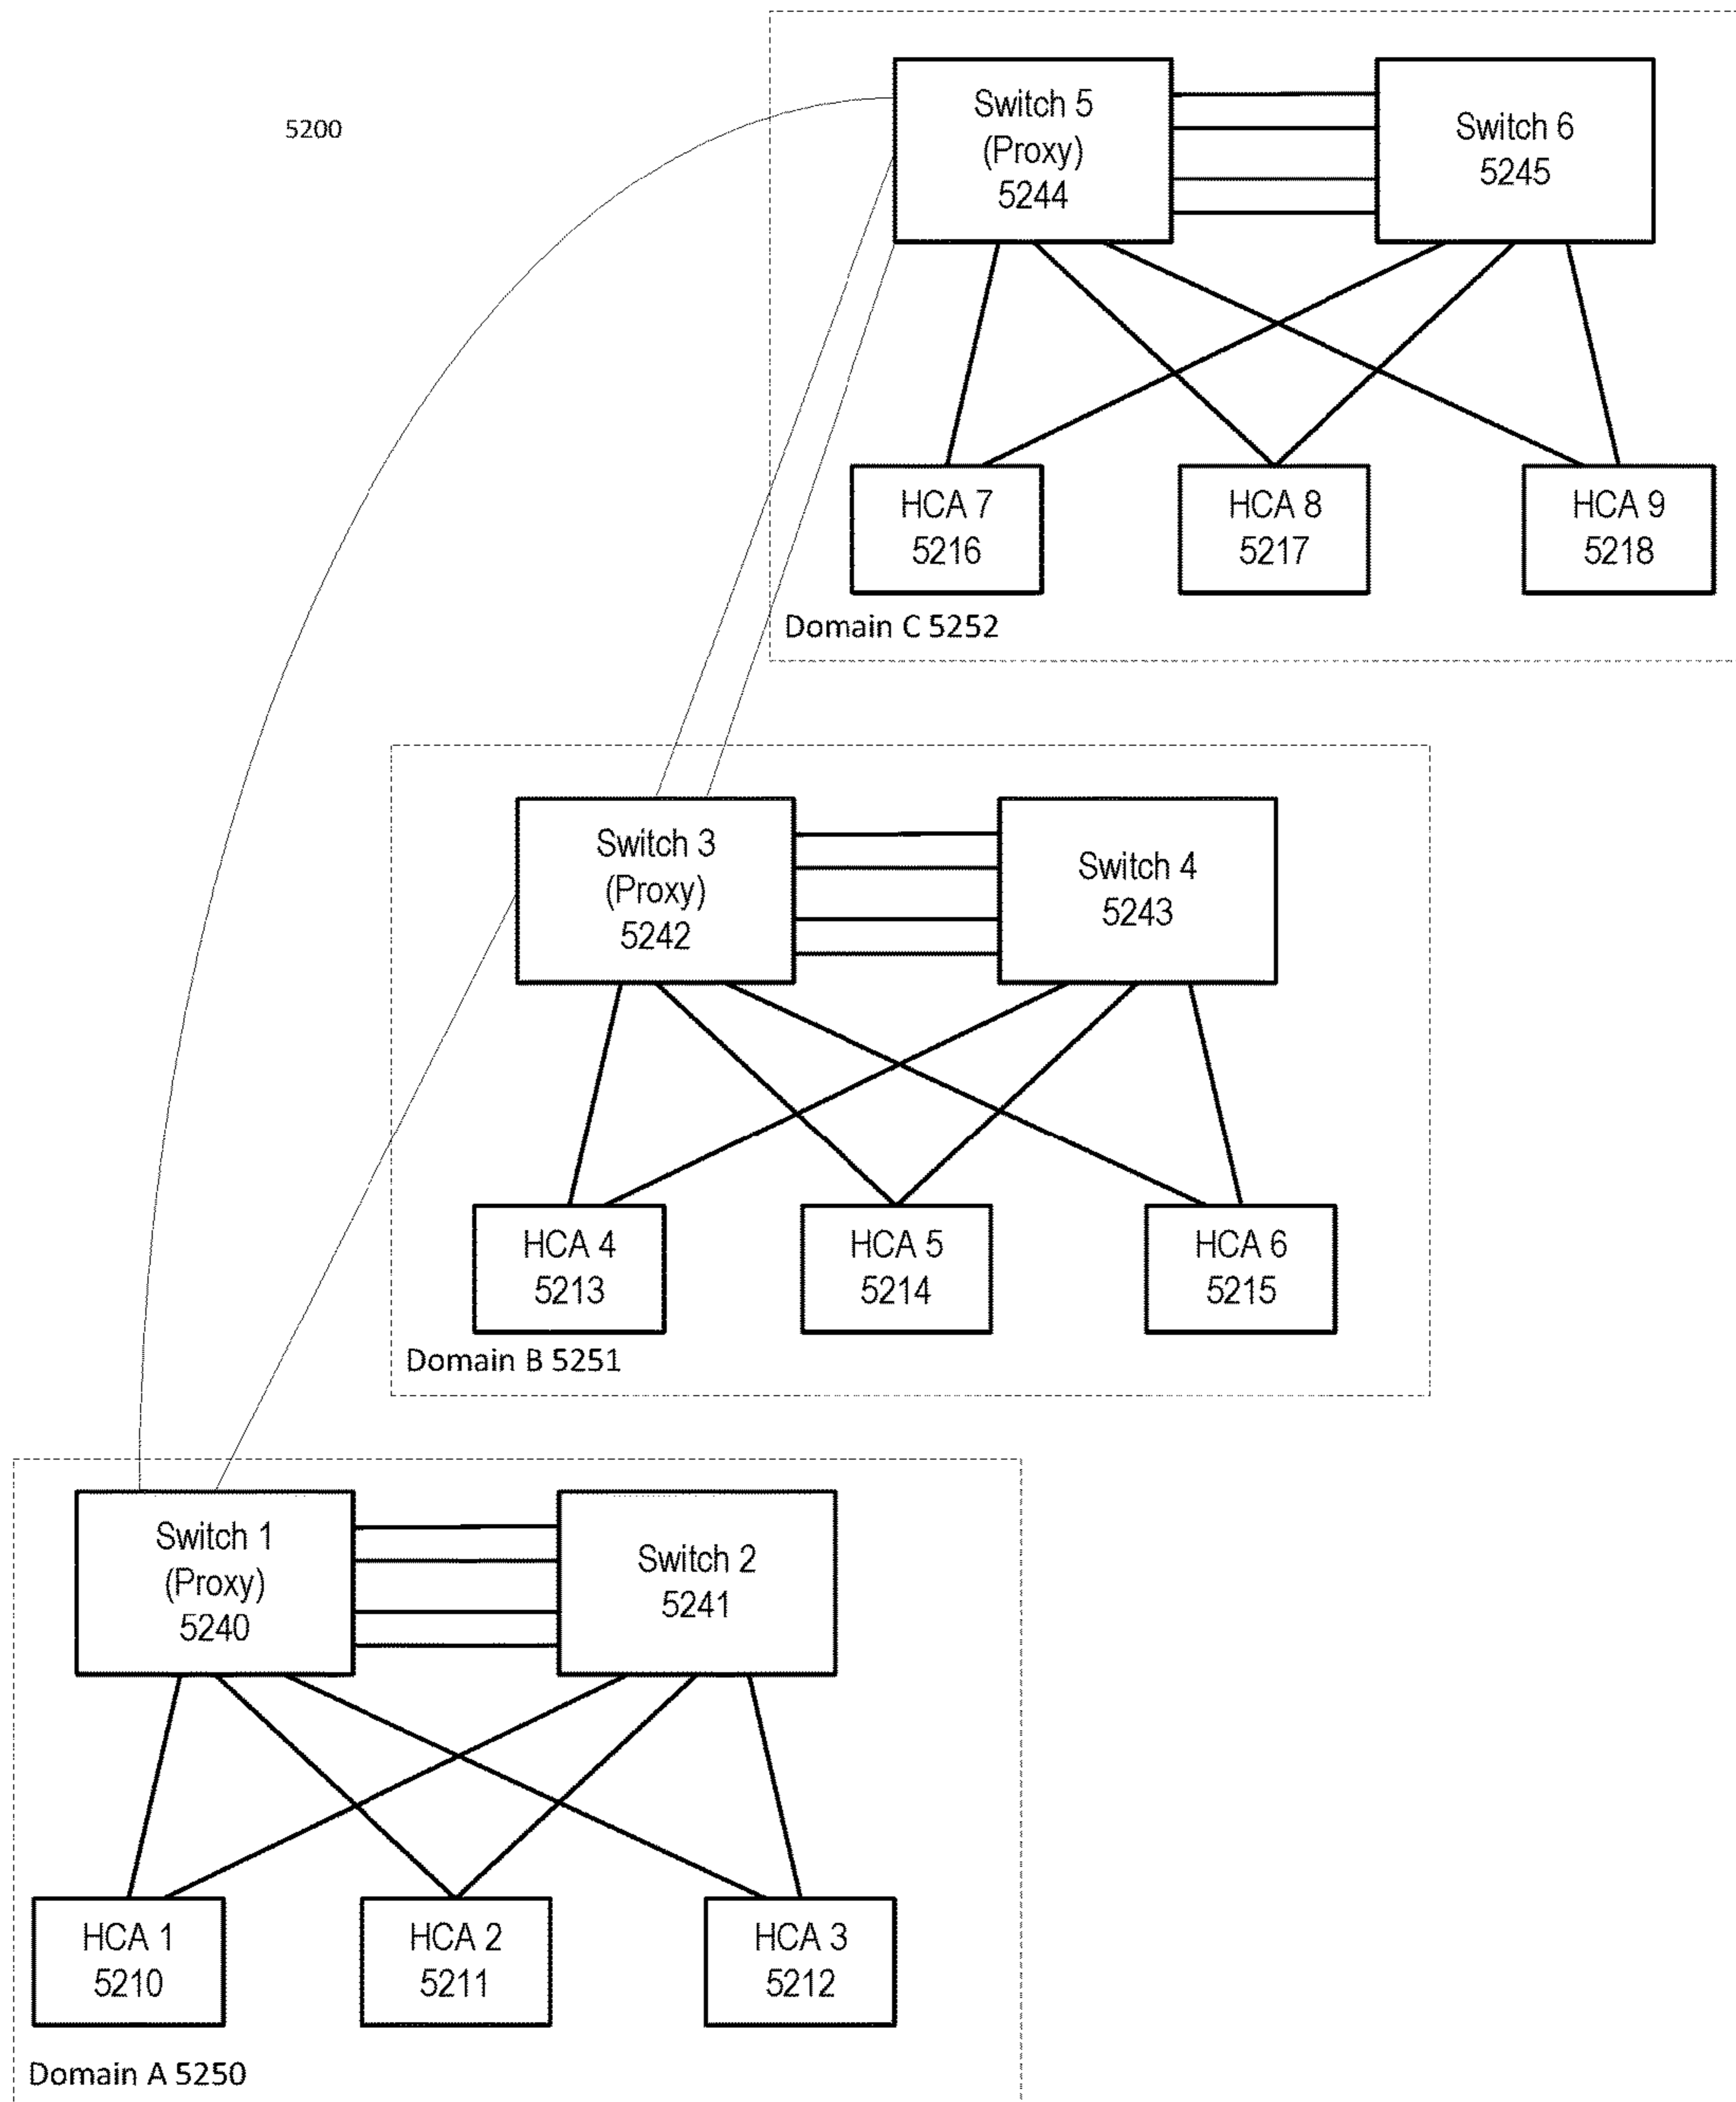 5200
Switch 5
(Proxy)
5244
Switch 6
5245
HCA 7
5216
HCA 8
5217
HCA 9
5218
Domain C 5252
Switch 3
(Proxy)
5242
Switch 4
5243
HCA 4
5213
HCA 5
5214
HCA 6
5215
Domain B 5251
Switch 1
(Proxy)
5240
Switch 2
5241
HCA 1
5210
HCA 2
5211
HCA 3
5212
Domain A 5250